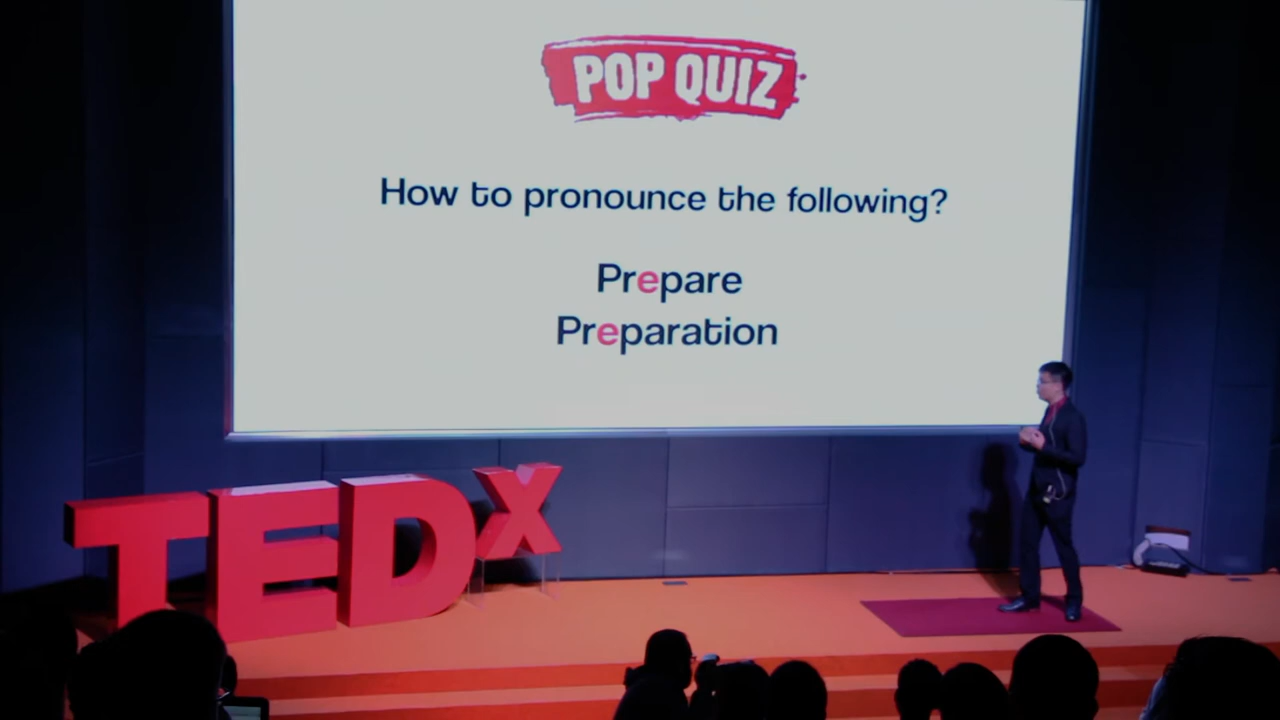 POP QUIZ
How to pronounce the following?
Prepare
Preparation
TEDx